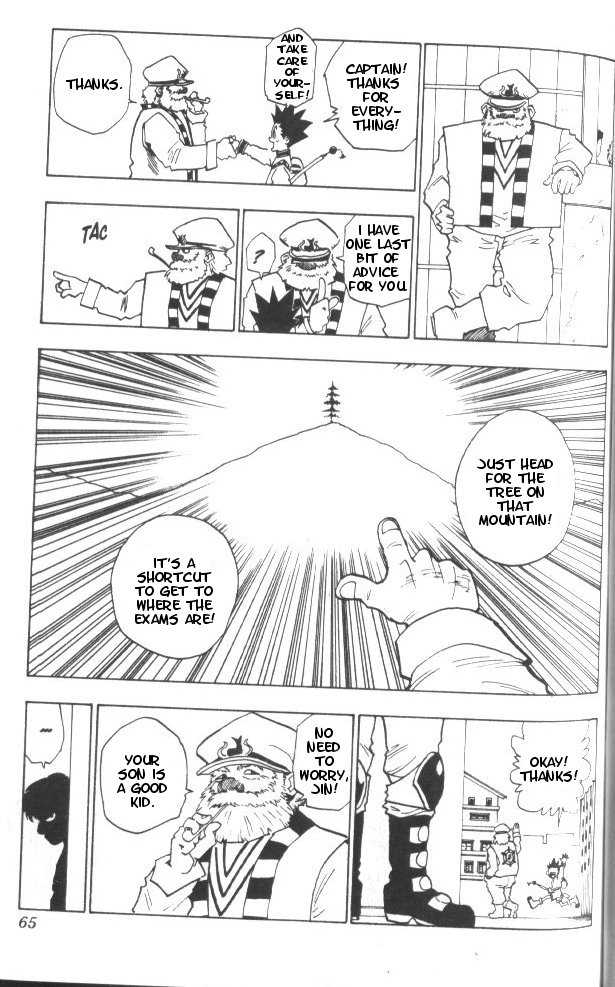 CAPTAIN!
THANKS
FOR
EVERY-
THING!
AND
TAKE
CARE
OF
YOUR-
SELF!
THANKS.
I HAVE
ONE LAST
BIT OF
ADVICE
FOR YOU.
?
TAC
JUST HEAD
FOR THE
TREE ON
THAT
MOUNTAIN!
IT'S A
SHORTCUT
TO GET TO
WHERE THE
EXAMS ARE!
OKAY!
THANKS!
NO
NEED
TO
WORRY,
JIN!
YOUR
SON IS
A GOOD
KID.
...
65